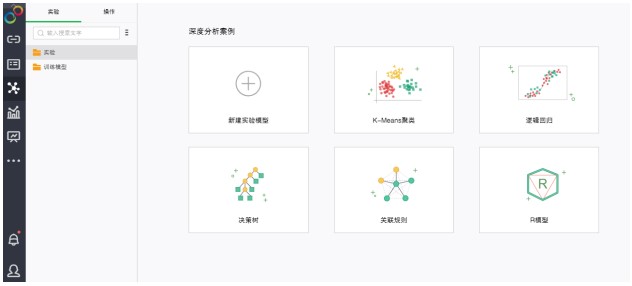 实验 操作
输入搜索文字
实验
训练模型
深度分析案例
新建实验模型 K-Means聚类 逻辑回归
决策树 关联规则 R模型
R